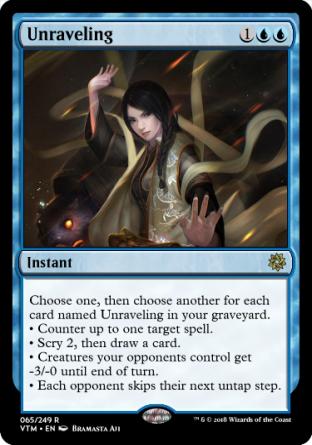 Unraveling 1
Instant
Choose one, then choose another for each
card named Unraveling in your graveyard.
• Counter up to one target spell.
• Scry 2, then draw a card.
• Creatures your opponents control get
-3/-0 until end of turn.
• Each opponent skips their next untap step.
065/249 R
VTM • EN Bramasta Aji
™ & © 2018 Wizards of the Coast